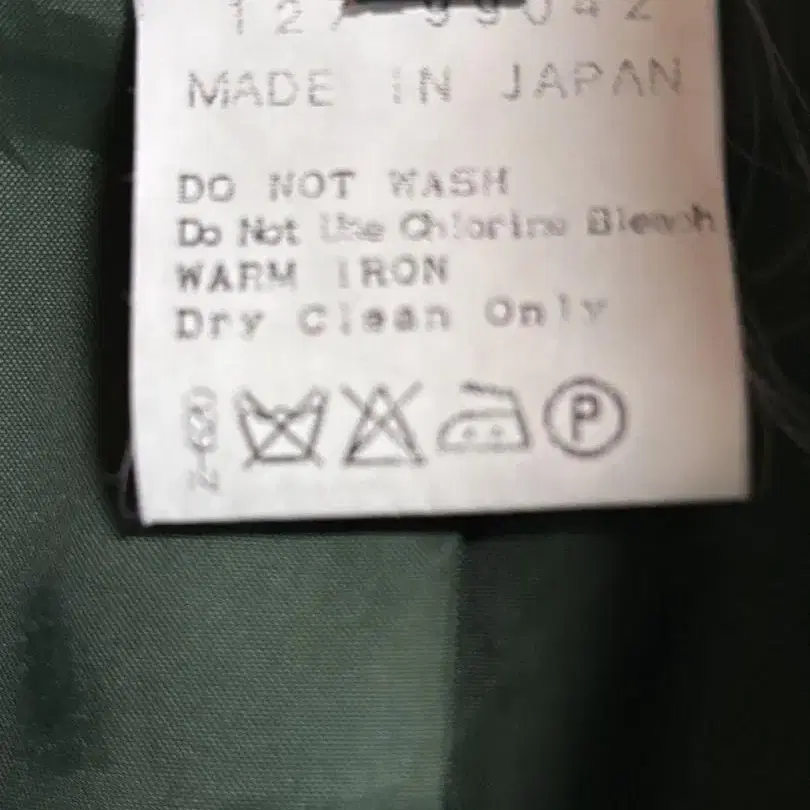 MADE IN JAPAN
DO NOT WASH
Do Not Use Chlorine Bleach
WARM IRON
Dry Clean Only
P